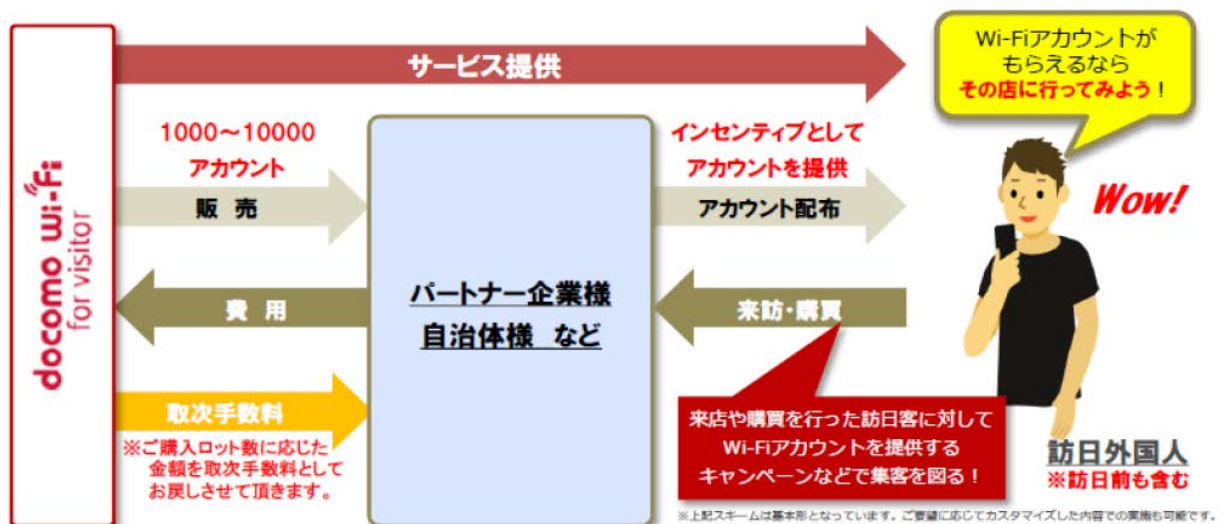 docomo Wi-Fi
for visitor
サービス提供
1000～10000
アカウント
販 売
費 用
取次手数料
※ご購入ロット数に応じた
金額を取次手数料として
お戻しさせて頂きます。
パートナー企業様
自治体様 など
インセンティブとして
アカウントを提供
アカウント配布
来訪・購買
来店や購買を行った訪日客に対して
Wi-Fiアカウントを提供する
キャンペーンなどで集客を図る！
Wi-Fiアカウントが
もらえるなら
その店に行ってみよう！
Wow!
訪日外国人
※訪日前も含む
※上記スキームは基本形となっています。ご要望に応じてカスタマイズした内容での実施も可能です。